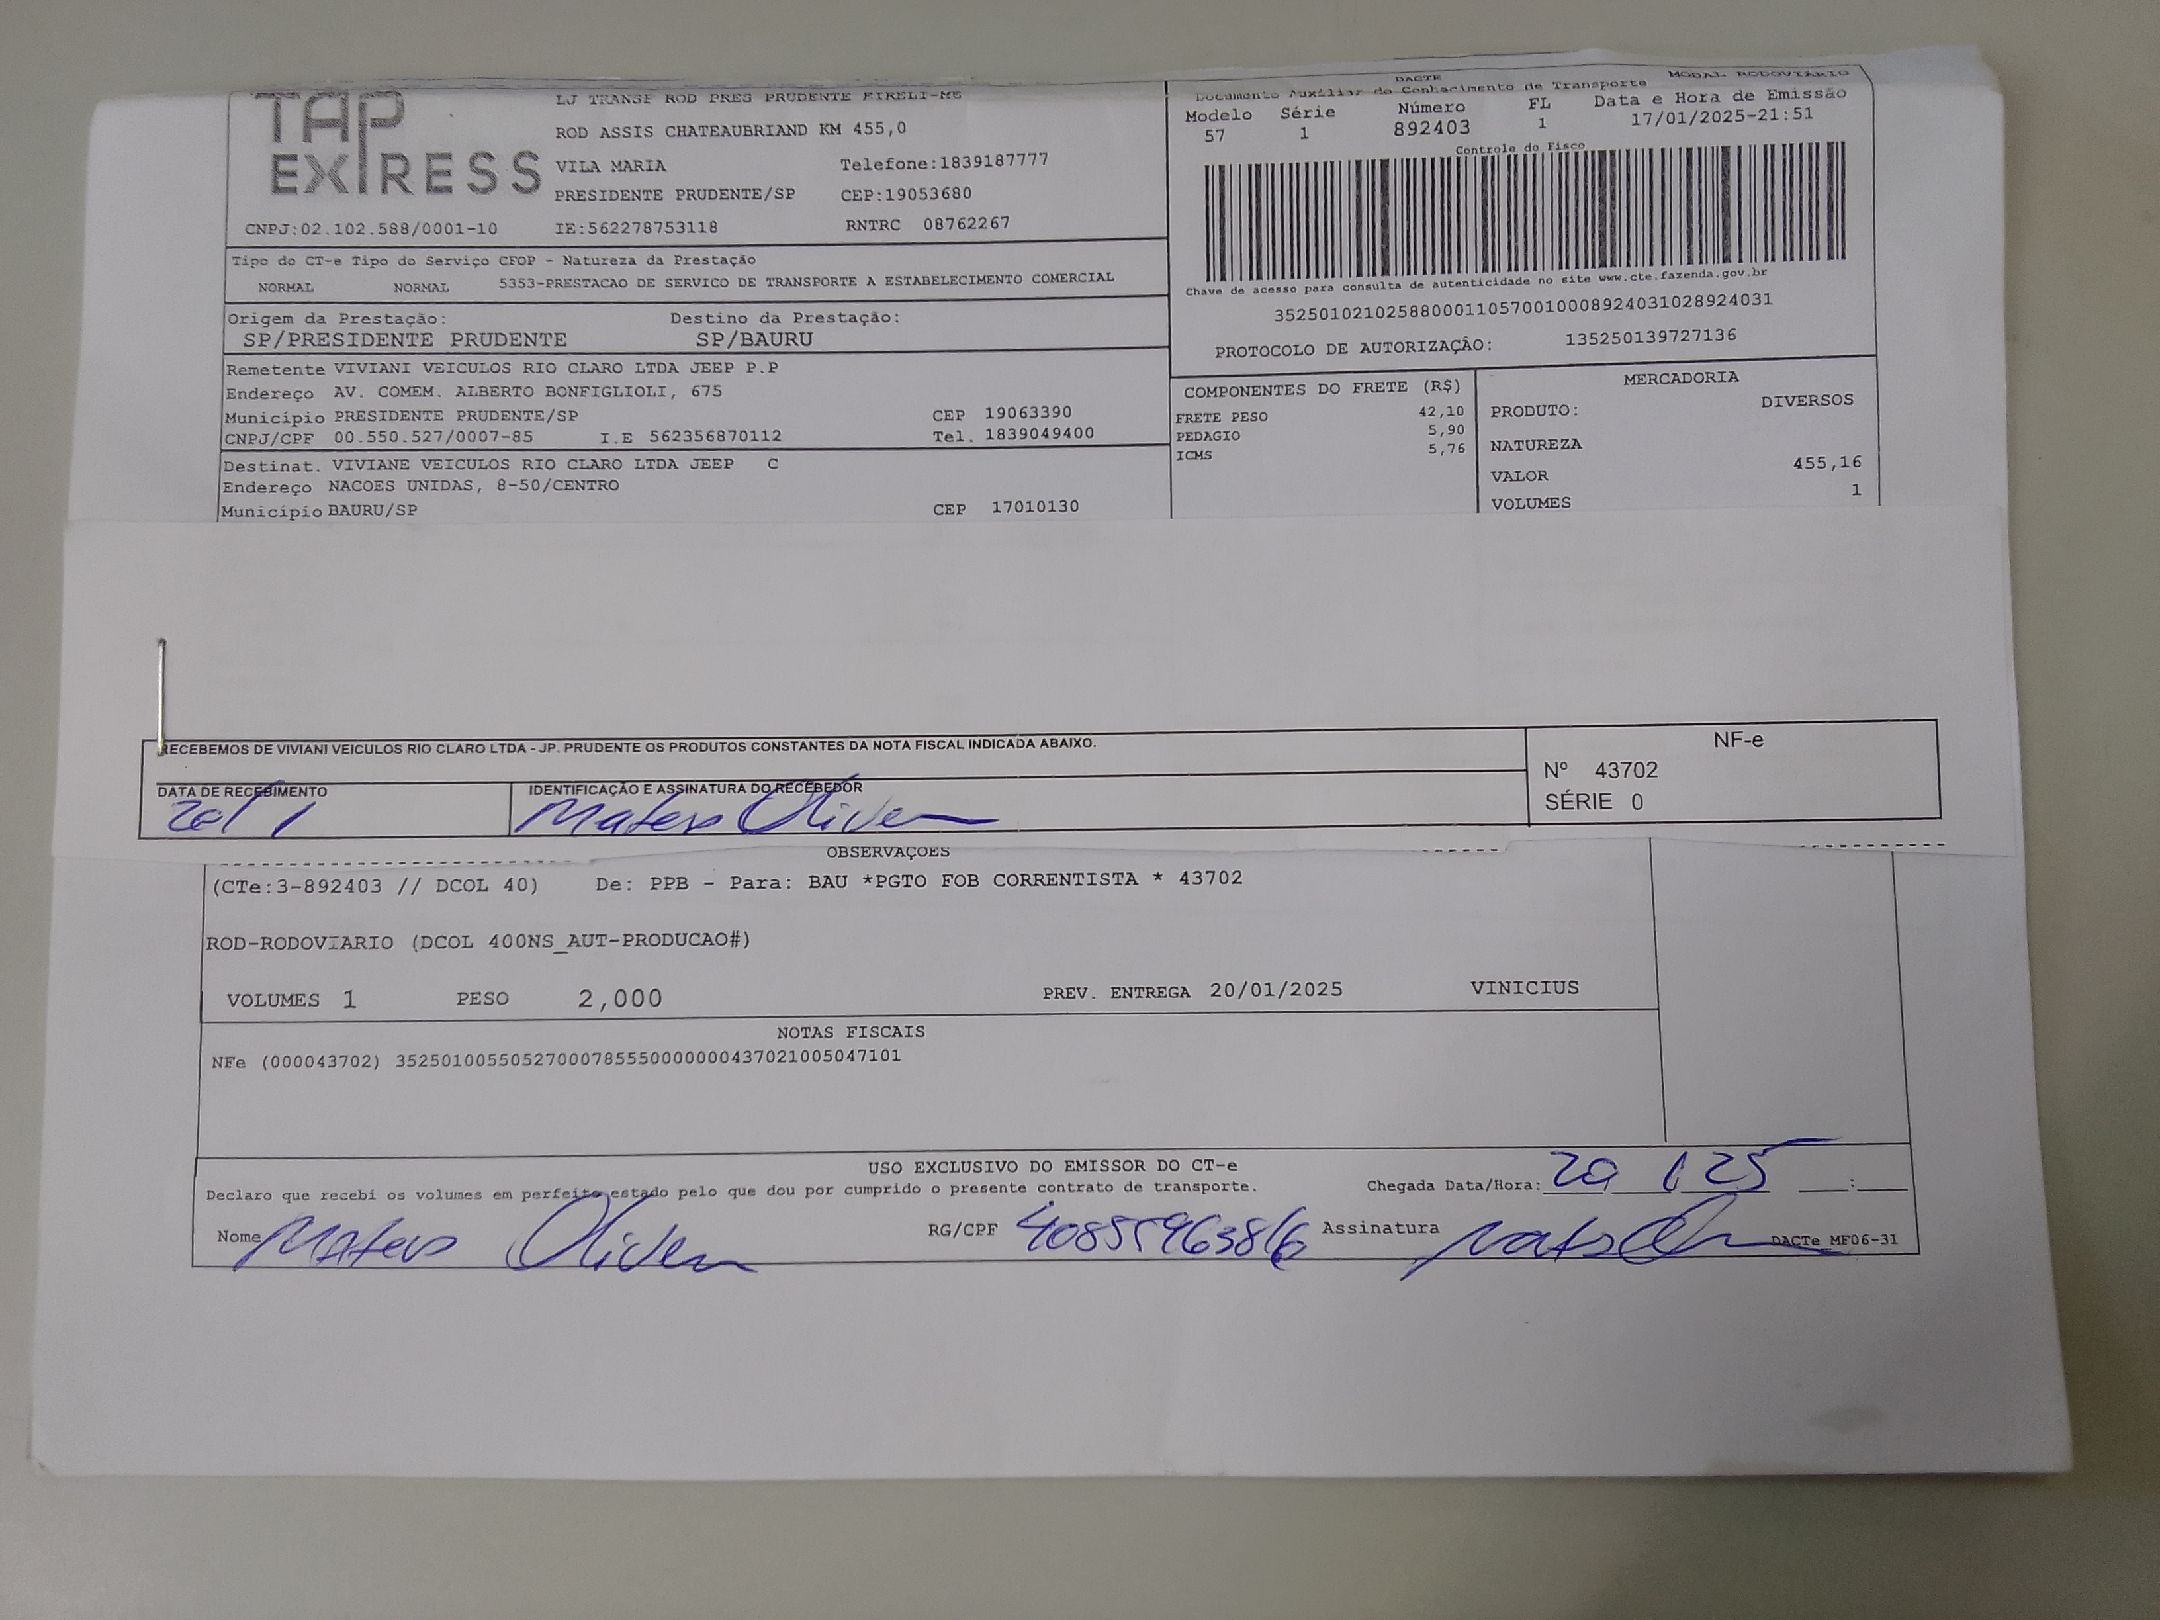 TAP EXPRESS
LJ TRANSP ROD PRES PRUDENTE EIRELI-ME
ROD ASSIS CHATEAUBRIAND KM 455,0
VILA MARIA Telefone:1839187777
PRESIDENTE PRUDENTE/SP CEP:19053680
CNPJ:02.102.588/0001-10 IE:562278753118 RNTRC 08762267
DACTE MODAL RODOVIÁRIO
Documento Auxiliar do Conhecimento de Transporte
Modelo Série Número FL Data e Hora de Emissão
57 1 892403 1 17/01/2025-21:51
Controle do Fisco
Chave de acesso para consulta de autenticidade no site www.cte.fazenda.gov.br
35250102102588000110570010008924031028924031
PROTOCOLO DE AUTORIZAÇÃO: 135250139727136
Tipo do CT-e Tipo do Serviço CFOP - Natureza da Prestação
NORMAL NORMAL 5353-PRESTACAO DE SERVICO DE TRANSPORTE A ESTABELECIMENTO COMERCIAL
Origem da Prestação: Destino da Prestação:
SP/PRESIDENTE PRUDENTE SP/BAURU
Remetente VIVIANI VEICULOS RIO CLARO LTDA JEEP P.P
Endereço AV. COMEM. ALBERTO BONFIGLIOLI, 675
Município PRESIDENTE PRUDENTE/SP CEP 19063390
CNPJ/CPF 00.550.527/0007-85 I.E 562356870112 Tel. 1839049400
Destinat. VIVIANE VEICULOS RIO CLARO LTDA JEEP C
Endereço NACOES UNIDAS, 8-50/CENTRO
Município BAURU/SP CEP 17010130
COMPONENTES DO FRETE (R$)
FRETE PESO 42,10
PEDAGIO 5,90
ICMS 5,76
MERCADORIA
PRODUTO: DIVERSOS
NATUREZA
VALOR 455,16
VOLUMES 1
RECEBEMOS DE VIVIANI VEICULOS RIO CLARO LTDA - JP. PRUDENTE OS PRODUTOS CONSTANTES DA NOTA FISCAL INDICADA ABAIXO.
DATA DE RECEBIMENTO IDENTIFICAÇÃO E ASSINATURA DO RECEBEDOR
20/1 Mateus Oliveira
NF-e
Nº 43702
SÉRIE 0
OBSERVAÇOES
(CTe:3-892403 // DCOL 40) De: PPB - Para: BAU *PGTO FOB CORRENTISTA * 43702
ROD-RODOVIARIO (DCOL 400NS_AUT-PRODUCAO#)
VOLUMES 1 PESO 2,000 PREV. ENTREGA 20/01/2025 VINICIUS
NOTAS FISCAIS
NFe (000043702) 35250100550527000785550000000437021005047101
USO EXCLUSIVO DO EMISSOR DO CT-e
Declaro que recebi os volumes em perfeito estado pelo que dou por cumprido o presente contrato de transporte.
Chegada Data/Hora: 20 1 25 __:__
Nome Mateus Oliveira RG/CPF Assinatura
DACTe MF06-31